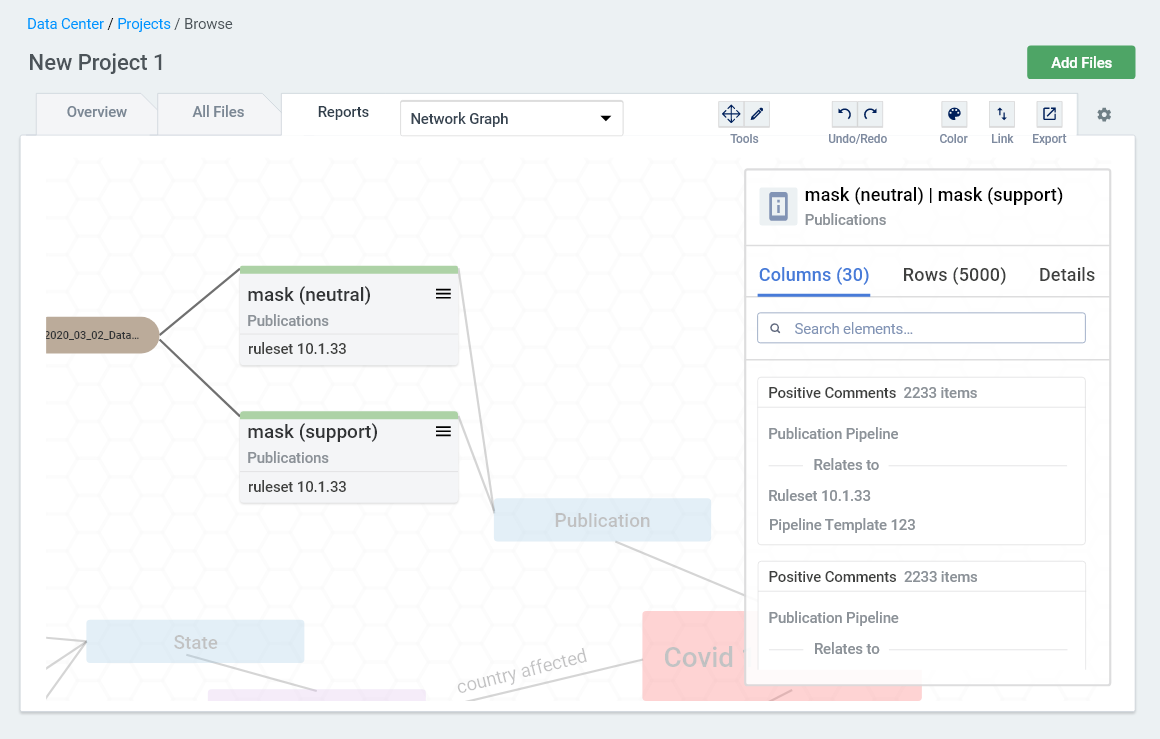 Data Center / Projects / Browse
New Project 1
Add Files
Overview
All Files
Reports
Network Graph
Tools
Undo/Redo
Color
Link
Export
2020_03_02_Data...
mask (neutral)
Publications
ruleset 10.1.33
mask (support)
Publications
ruleset 10.1.33
Publication
State
country affected
Covid
mask (neutral) | mask (support)
Publications
Columns (30)
Rows (5000)
Details
Search elements...
Positive Comments 2233 items
Publication Pipeline
Relates to
Ruleset 10.1.33
Pipeline Template 123
Positive Comments 2233 items
Publication Pipeline
Relates to